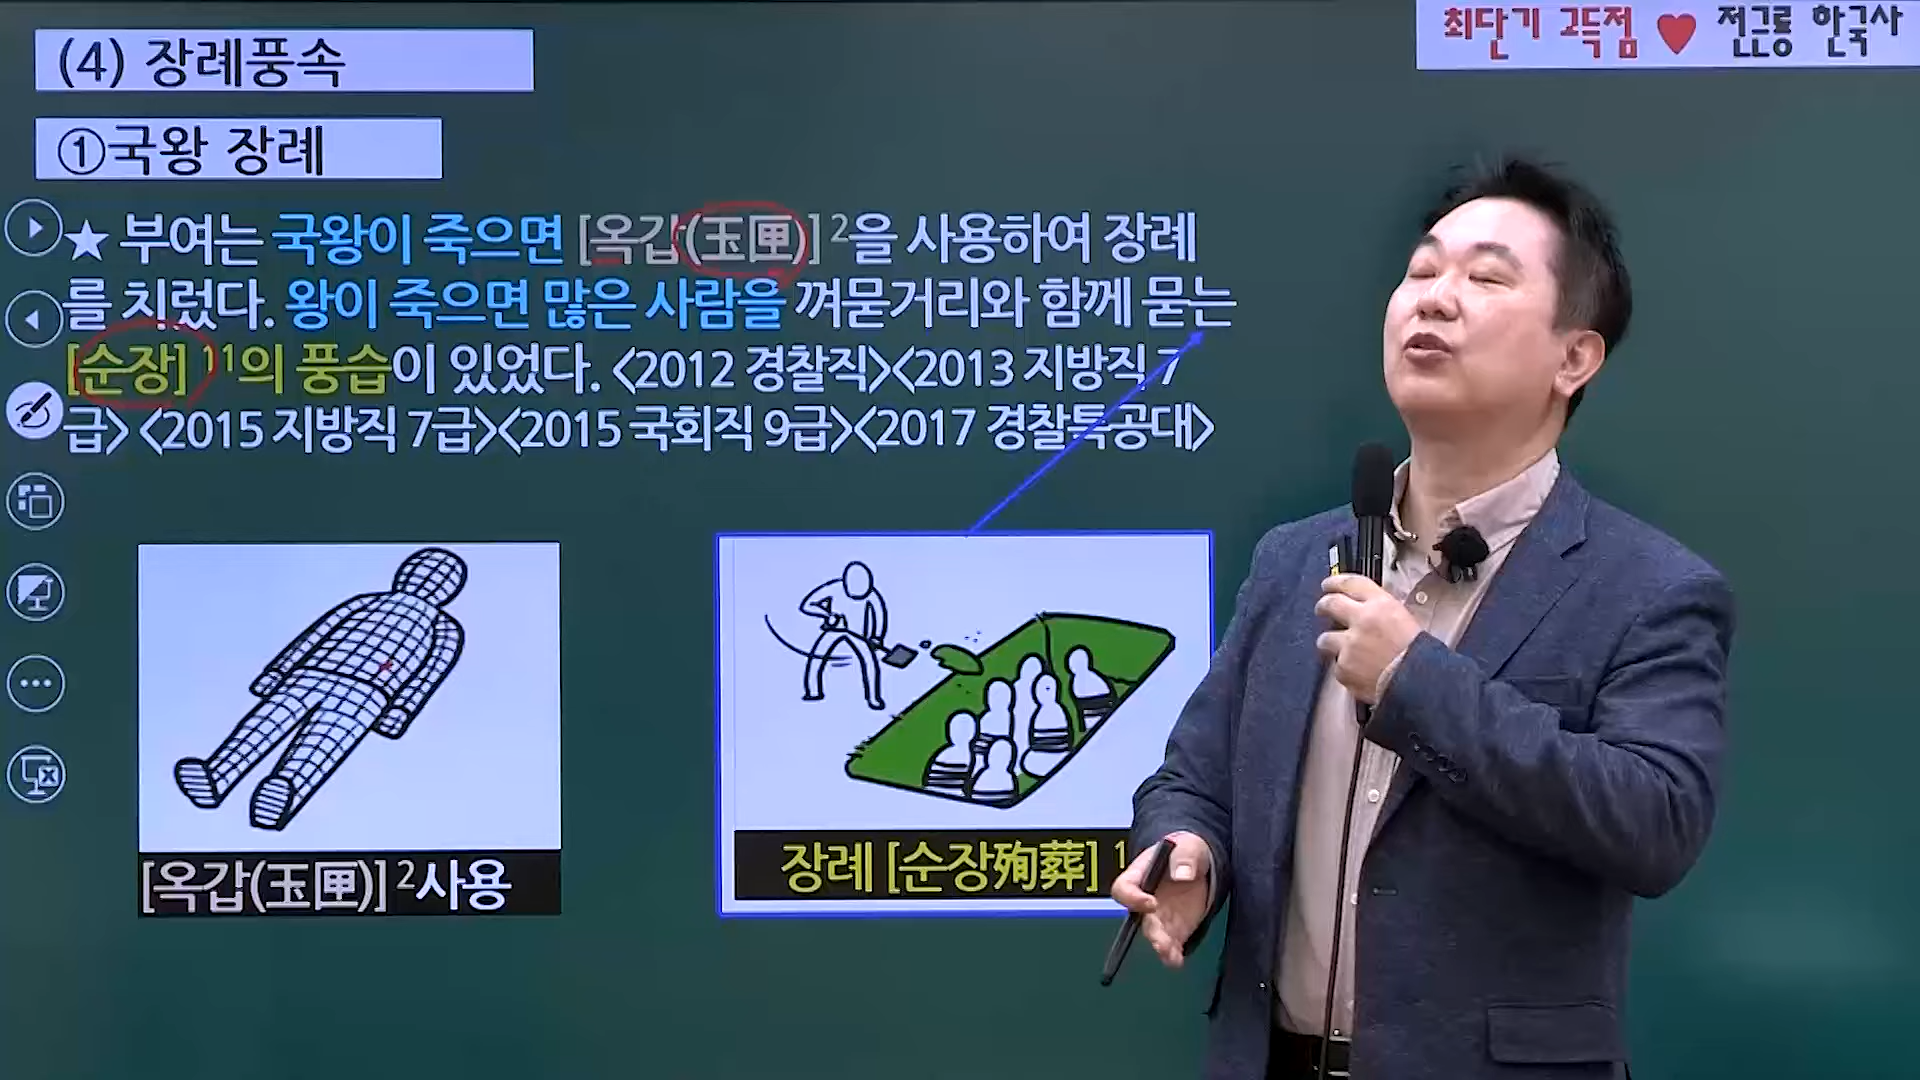 최단기 고득점 ♥ 전근룡 한국사
(4) 장례풍속
①국왕 장례
★ 부여는 국왕이 죽으면 [옥갑(玉匣)] 2을 사용하여 장례
를 치렀다. 왕이 죽으면 많은 사람을 껴묻거리와 함께 묻는
[순장] 11의 풍습이 있었다. <2012 경찰직><2013 지방직 7
급> <2015 지방직 7급><2015 국회직 9급><2017 경찰특공대>
[옥갑(玉匣)] 2사용
장례 [순장殉葬] 1